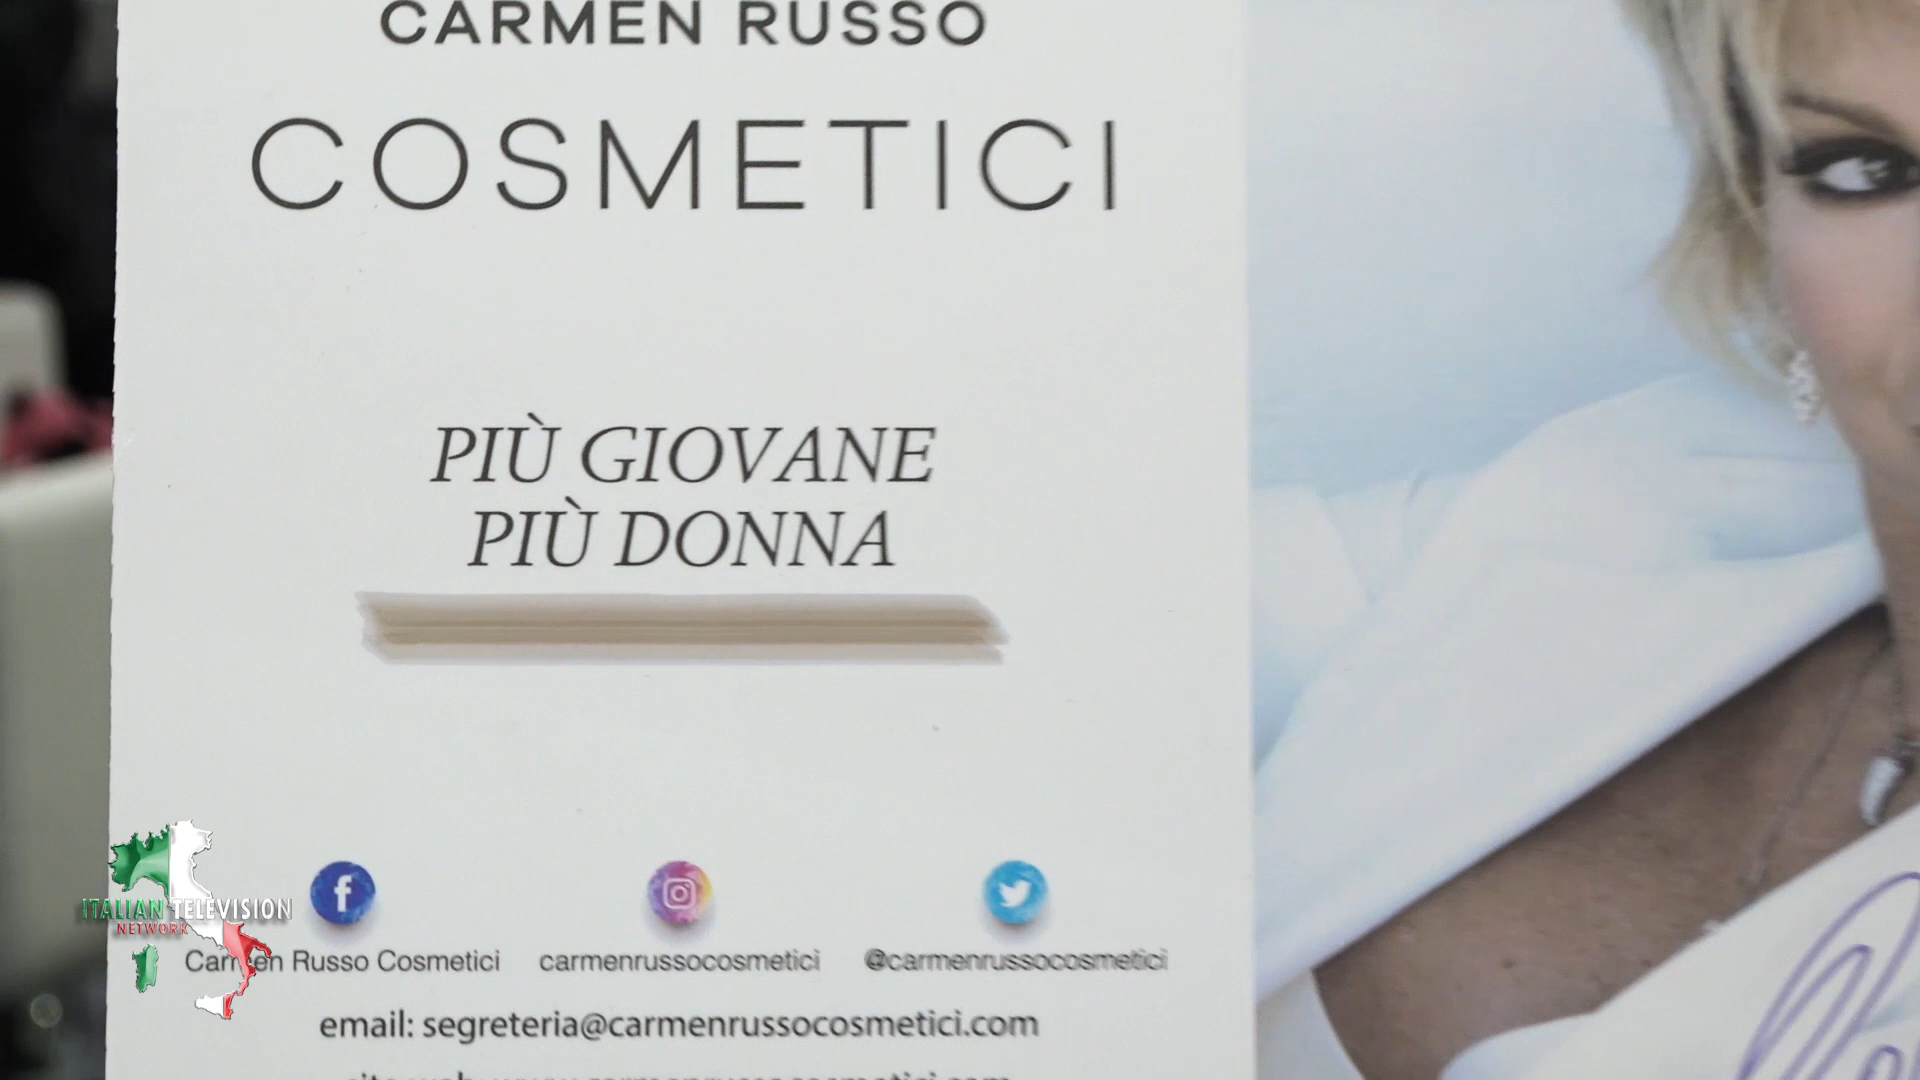 CARMEN RUSSO
COSMETICI
PIÙ GIOVANE
PIÙ DONNA
ITALIAN TELEVISION
NETWORK
Carmen Russo Cosmetici carmenrussocosmetici @carmenrussocosmetici
email: segreteria@carmenrussocosmetici.com